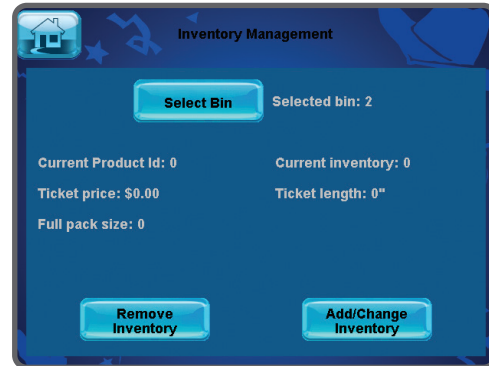 Inventory Management
Select Bin
Selected bin: 2
Current Product Id: 0
Current inventory: 0
Ticket price: $0.00
Ticket length: 0"
Full pack size: 0
Remove
Inventory
Add/Change
Inventory